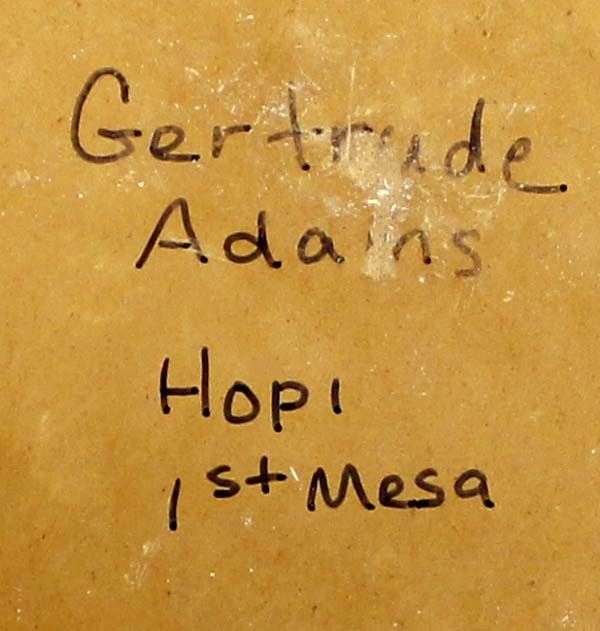 Gertrude
Adams
Hopi
1st Mesa